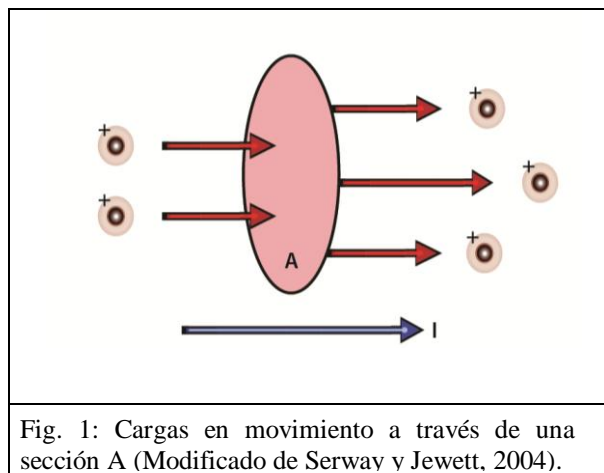 +
+
+
+
+
A
I
Fig. 1: Cargas en movimiento a través de una
sección A (Modificado de Serway y Jewett, 2004).